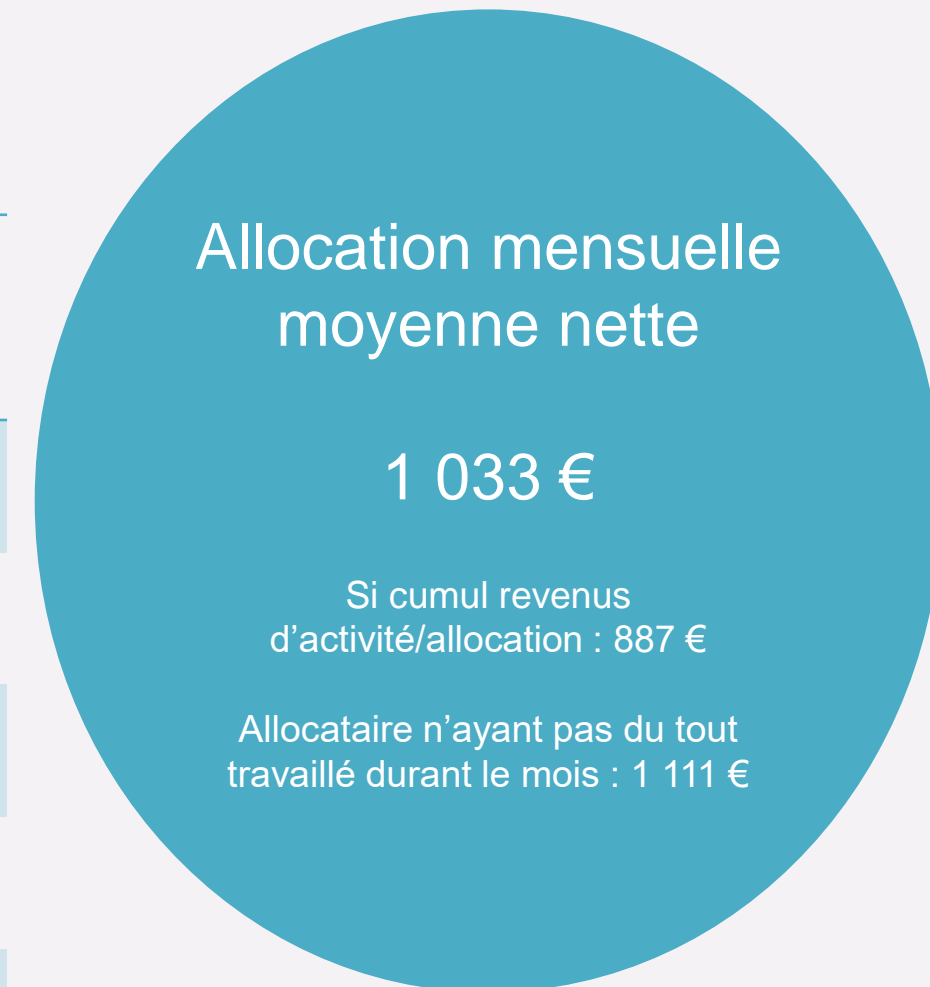 Allocation mensuelle
moyenne nette
1 033 €
Si cumul revenus
d’activité/allocation : 887 €
Allocataire n’ayant pas du tout
travaillé durant le mois : 1 111 €